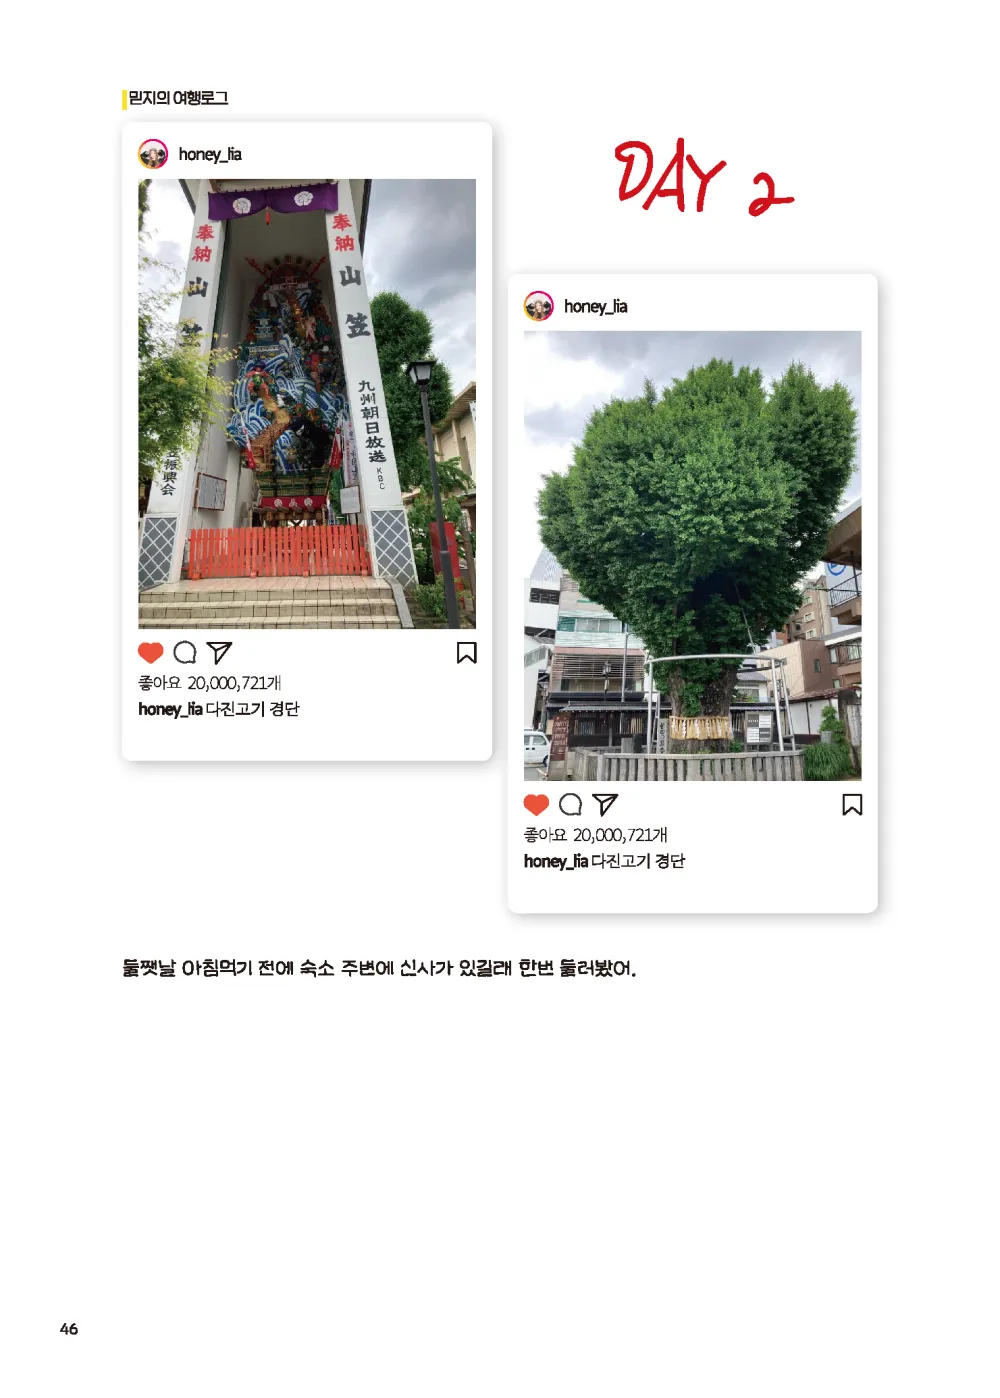 믿지의 여행로그
honey_lia
DAY 2
奉納 山笠
奉納 山笠
九州朝日放送
KBC
振興会
좋아요 20,000,721개
honey_lia 다진고기 경단
honey_lia
좋아요 20,000,721개
honey_lia 다진고기 경단
둘쨋날 아침먹기 전에 숙소 주변에 신사가 있길래 한번 둘러봤어.
46